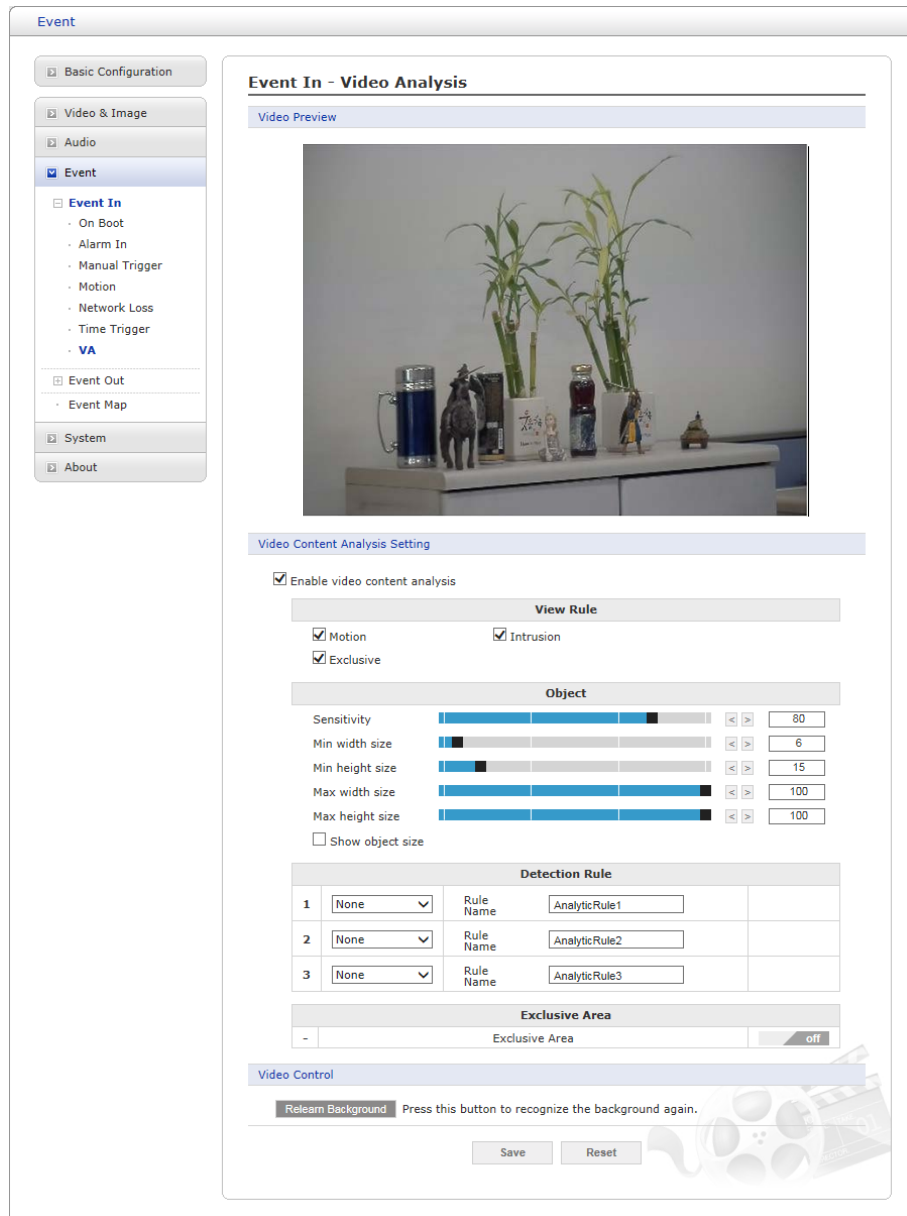 Event
Basic Configuration
Video & Image
Audio
Event
Event In
· On Boot
· Alarm In
· Manual Trigger
· Motion
· Network Loss
· Time Trigger
· VA
Event Out
· Event Map
System
About
Event In - Video Analysis
Video Preview
Video Content Analysis Setting
Enable video content analysis
View Rule
Motion
Intrusion
Exclusive
Object
Sensitivity < > 80
Min width size < > 6
Min height size < > 15
Max width size < > 100
Max height size < > 100
Show object size
Detection Rule
1 None Rule Name AnalyticRule1
2 None Rule Name AnalyticRule2
3 None Rule Name AnalyticRule3
Exclusive Area
- Exclusive Area off
Video Control
Relearn Background Press this button to recognize the background again.
Save Reset